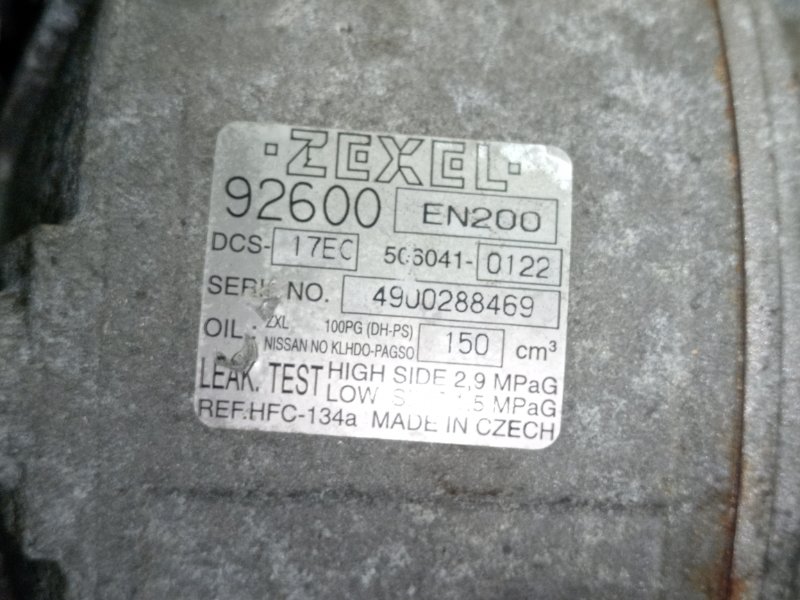 ·ZEXEL·
92600 EN200
DCS- 17EC 506041- 0122
NO. 4900288469
OIL: ZXL 100PG (DH-PS) 150 cm³
NISSAN NO KLHDO-PAGSO
LEAK. TEST HIGH SIDE 2,9 MPaG
LOW MPaG
REF.HFC-134a MADE IN CZECH